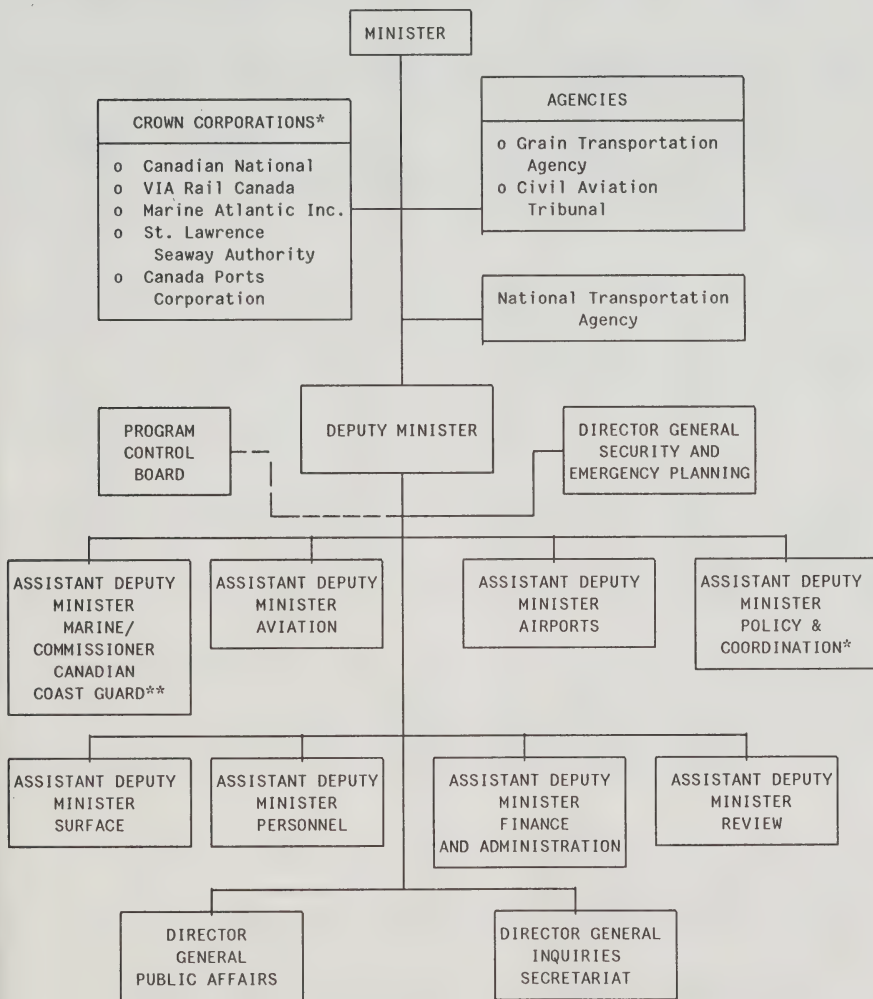 MINISTER
CROWN CORPORATIONS*
o Canadian National
o VIA Rail Canada
o Marine Atlantic Inc.
o St. Lawrence
Seaway Authority
o Canada Ports
Corporation
AGENCIES
o Grain Transportation
Agency
o Civil Aviation
Tribunal
National Transportation
Agency
PROGRAM
CONTROL
BOARD
DEPUTY MINISTER
DIRECTOR GENERAL
SECURITY AND
EMERGENCY PLANNING
ASSISTANT DEPUTY
MINISTER
MARINE/
COMMISSIONER
CANADIAN
COAST GUARD**
ASSISTANT DEPUTY
MINISTER
AVIATION
ASSISTANT DEPUTY
MINISTER
AIRPORTS
ASSISTANT DEPUTY
MINISTER
POLICY &
COORDINATION*
ASSISTANT DEPUTY
MINISTER
SURFACE
ASSISTANT DEPUTY
MINISTER
PERSONNEL
ASSISTANT DEPUTY
MINISTER
FINANCE
AND ADMINISTRATION
ASSISTANT DEPUTY
MINISTER
REVIEW
DIRECTOR
GENERAL
PUBLIC AFFAIRS
DIRECTOR GENERAL
INQUIRIES
SECRETARIAT